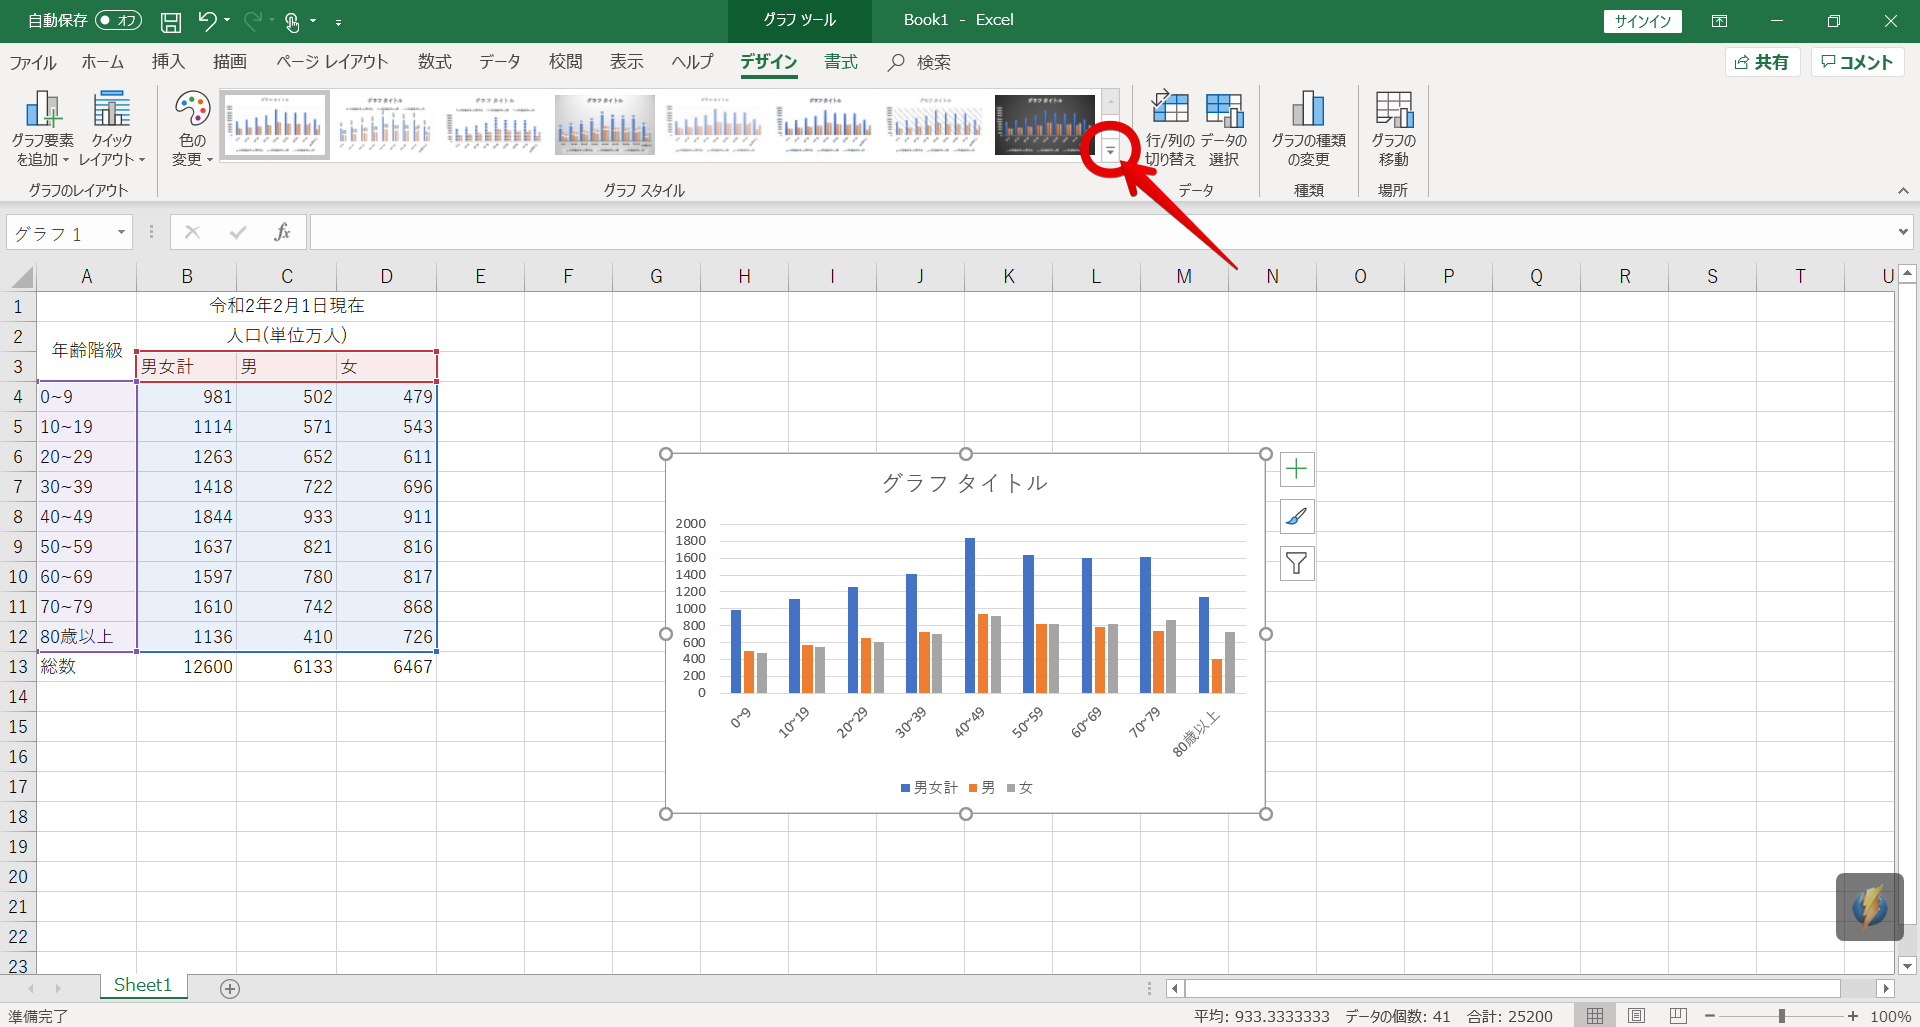 自動保存 オフ
グラフ ツール
Book1 - Excel
サインイン
ファイル ホーム 挿入 描画 ページ レイアウト 数式 データ 校閲 表示 ヘルプ デザイン 書式 検索
共有 コメント
グラフ要素を追加
クイックレイアウト
色の変更
行/列の切り替え
データの選択
グラフの種類の変更
グラフの移動
グラフのレイアウト グラフ スタイル データ 種類 場所
グラフ 1 fx
A B C D E F G H I J K L M N O P Q R S T U
1 令和2年2月1日現在
2 年齢階級 人口(単位万人)
3 男女計 男 女
4 0~9 981 502 479
5 10~19 1114 571 543
6 20~29 1263 652 611
7 30~39 1418 722 696
8 40~49 1844 933 911
9 50~59 1637 821 816
10 60~69 1597 780 817
11 70~79 1610 742 868
12 80歳以上 1136 410 726
13 総数 12600 6133 6467
14
15
16
17
18
19
20
21
22
23
グラフ タイトル
2000
1800
1600
1400
1200
1000
800
600
400
200
0
0~9 10~19 20~29 30~39 40~49 50~59 60~69 70~79 80歳以上
男女計 男 女
Sheet1
準備完了
平均: 933.3333333 データの個数: 41 合計: 25200
100%